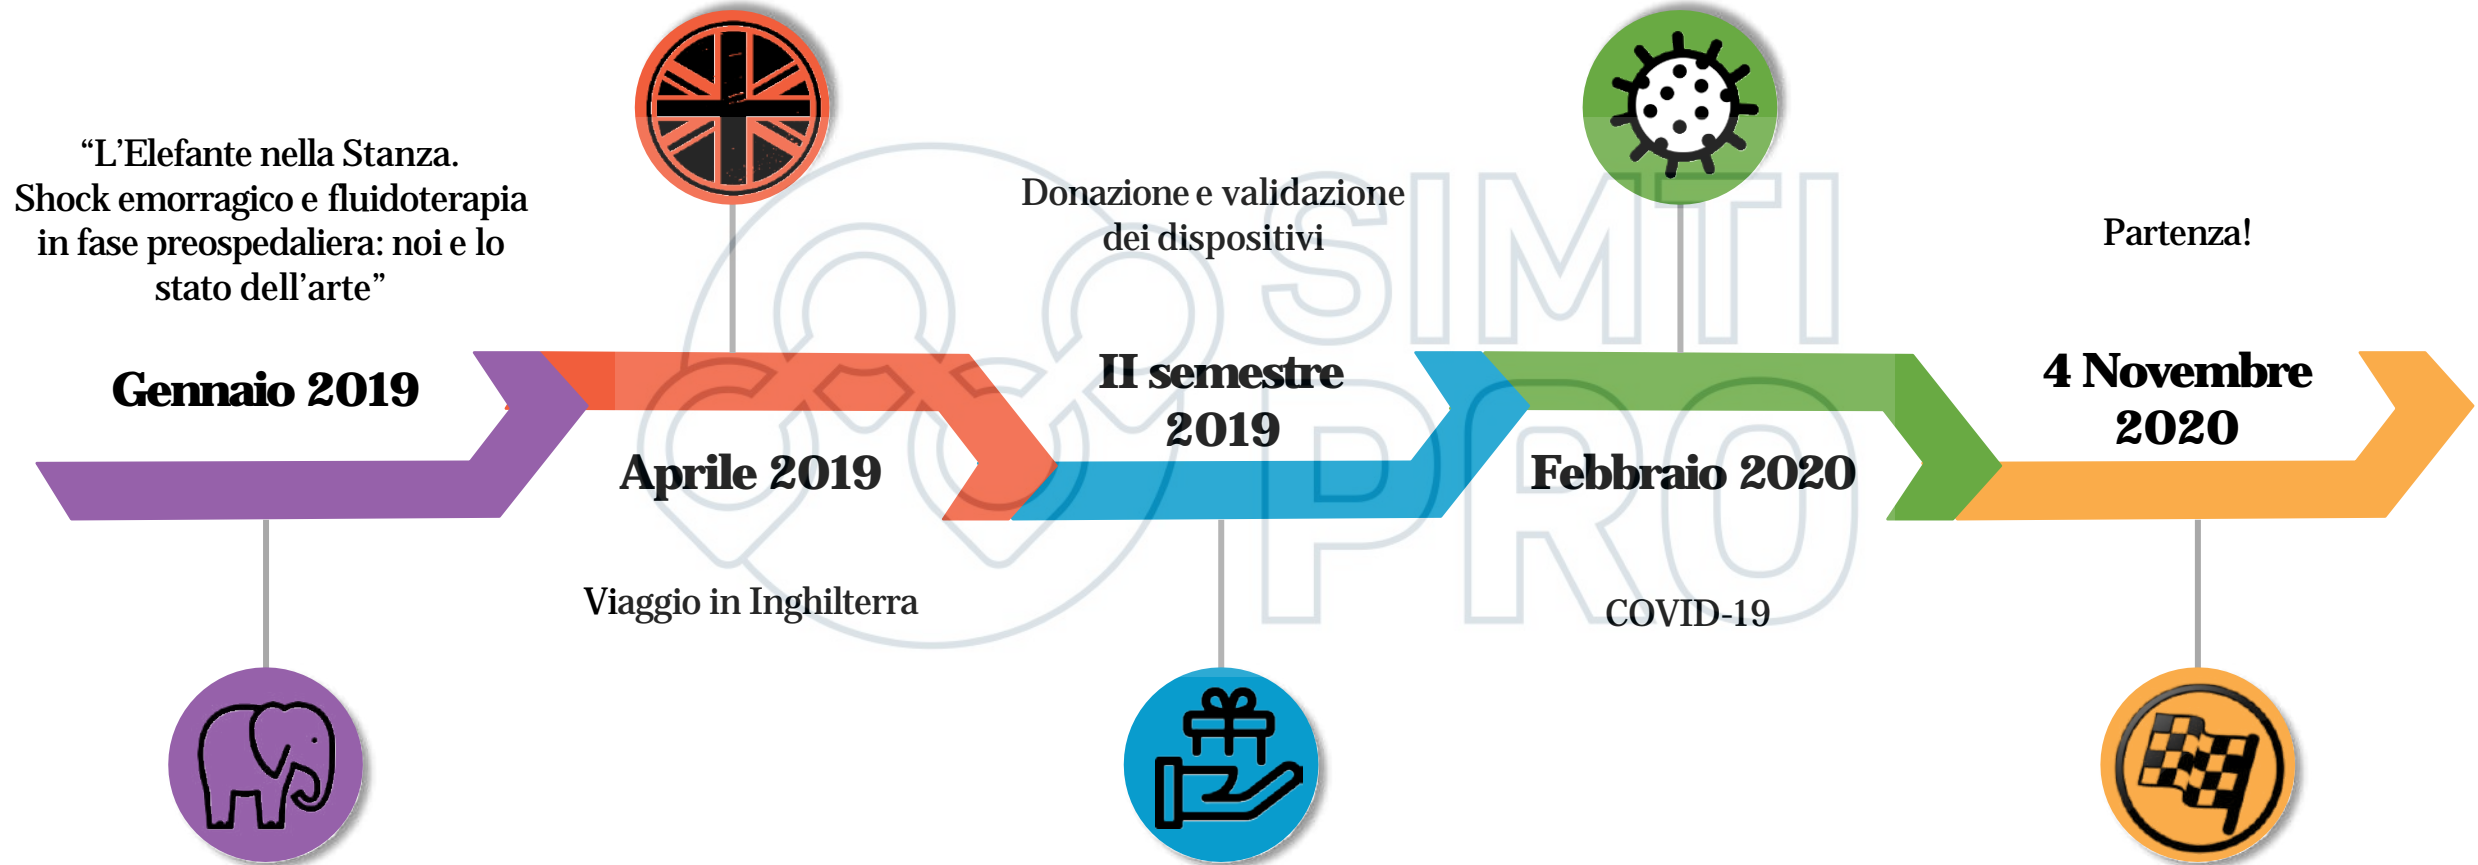 “L’Elefante nella Stanza.
Shock emorragico e fluidoterapia
in fase preospedaliera: noi e lo
stato dell’arte”
Gennaio 2019
Aprile 2019
Viaggio in Inghilterra
Donazione e validazione
dei dispositivi
II semestre
2019
Febbraio 2020
COVID-19
Partenza!
4 Novembre
2020
SIMTI
PRO